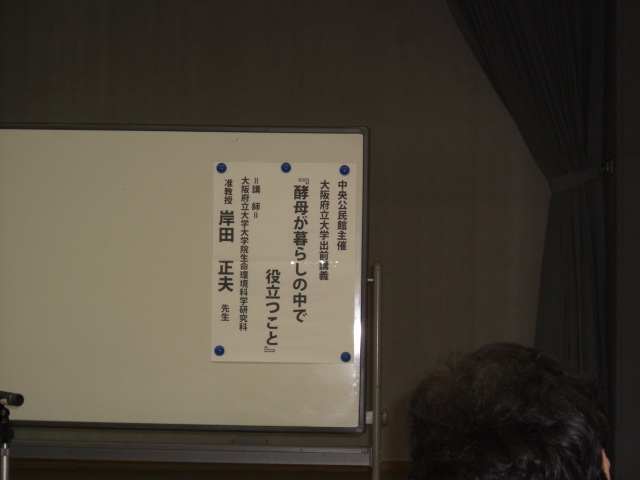 中央公民館主催
大阪府立大学出前講義
『酵母が暮らしの中で
役立つこと』
=講 師=
大阪府立大学大学院生命環境科学研究科
准教授 岸田 正夫 先生